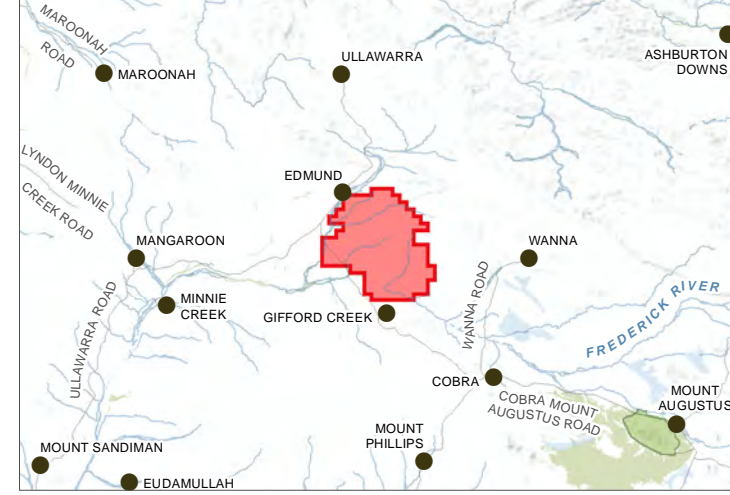 MAROONAH
ROAD
MAROONAH
ULLAWARRA
ASHBURTON
DOWNS
LYNDON MINNIE
CREEK ROAD
EDMUND
MANGAROON
WANNA
MINNIE
CREEK
ULLAWARRA ROAD
GIFFORD CREEK
WANNA ROAD
FREDERICK RIVER
COBRA
COBRA MOUNT
AUGUSTUS ROAD
MOUNT
AUGUSTUS
MOUNT
PHILLIPS
MOUNT SANDIMAN
EUDAMULLAH